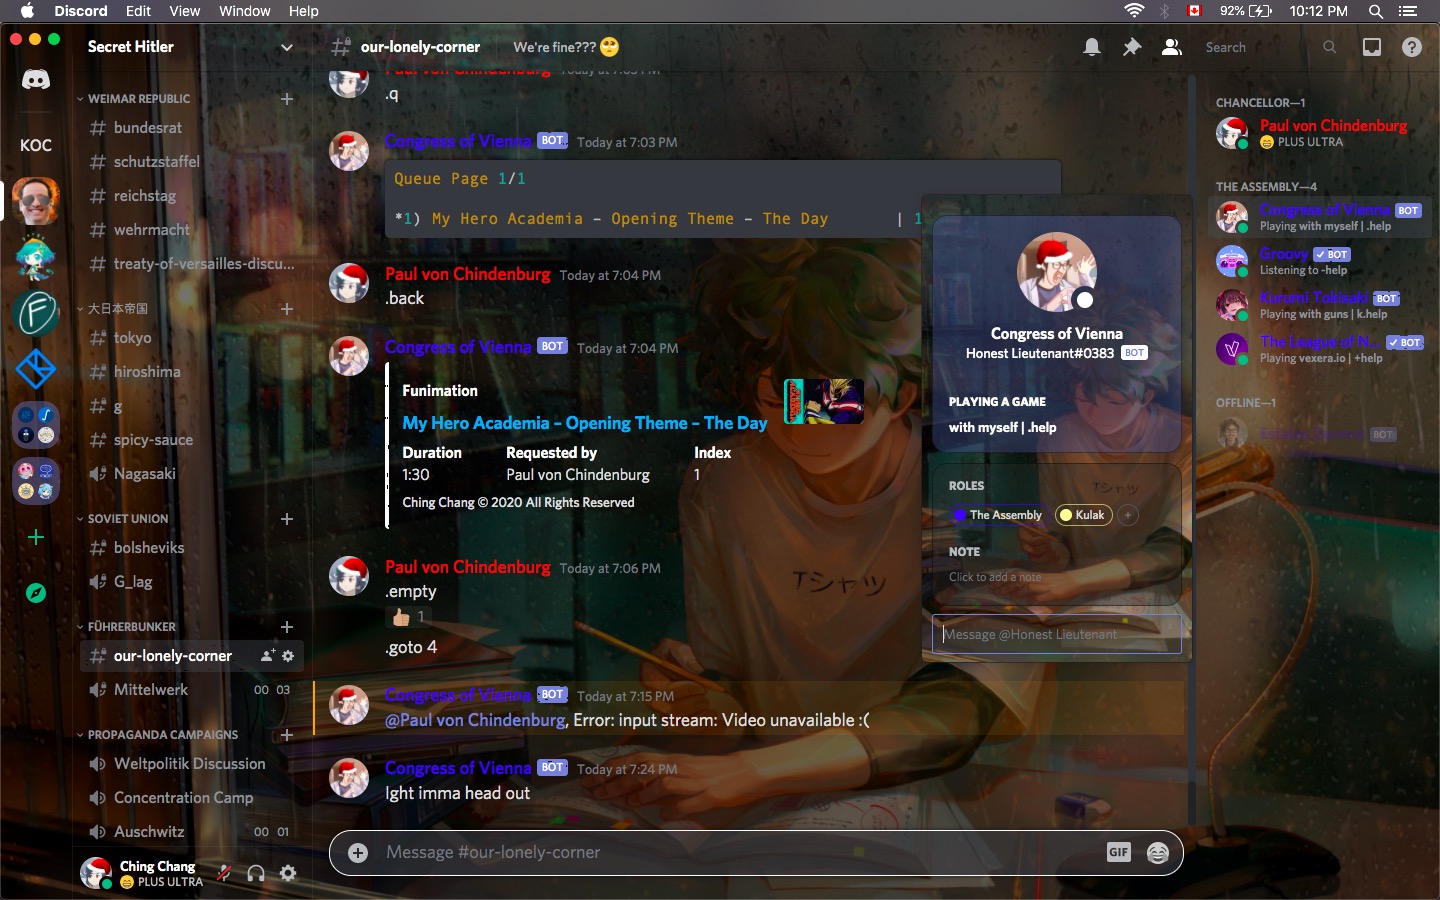 Discord Edit View Window Help
92% 10:12 PM
Secret Hitler
our-lonely-corner We're fine???
Search
KOC
WEIMAR REPUBLIC
bundesrat
schutzstaffel
reichstag
wehrmacht
treaty-of-versailles-discu...
大日本帝国
tokyo
hiroshima
g
spicy-sauce
Nagasaki
SOVIET UNION
bolsheviks
G_lag
FÜHRERBUNKER
our-lonely-corner
Mittelwerk 00 03
PROPAGANDA CAMPAIGNS
Weltpolitik Discussion
Concentration Camp
Auschwitz 00 01
Ching Chang
PLUS ULTRA
Paul von Chindenburg Today at 7:03 PM
.q
Congress of Vienna BOT Today at 7:03 PM
Queue Page 1/1
*1) My Hero Academia – Opening Theme – The Day | 1
Paul von Chindenburg Today at 7:04 PM
.back
Congress of Vienna BOT Today at 7:04 PM
Funimation
My Hero Academia – Opening Theme – The Day
Duration Requested by Index
1:30 Paul von Chindenburg 1
Ching Chang © 2020 All Rights Reserved
Paul von Chindenburg Today at 7:06 PM
.empty
1
.goto 4
Congress of Vienna BOT Today at 7:15 PM
@Paul von Chindenburg, Error: input stream: Video unavailable :(
Congress of Vienna BOT Today at 7:24 PM
Ight imma head out
Message #our-lonely-corner
GIF
Congress of Vienna
Honest Lieutenant#0383 BOT
PLAYING A GAME
with myself | .help
ROLES
The Assembly Kulak +
NOTE
Click to add a note
Message @Honest Lieutenant
Tシャツ
CHANCELLOR—1
Paul von Chindenburg
PLUS ULTRA
THE ASSEMBLY—4
Congress of Vienna BOT
Playing with myself | .help
Groovy BOT
Listening to -help
Kurumi Tokisaki BOT
Playing with guns | k.help
The League of N... BOT
Playing vexera.io | +help
OFFLINE—1
BOT